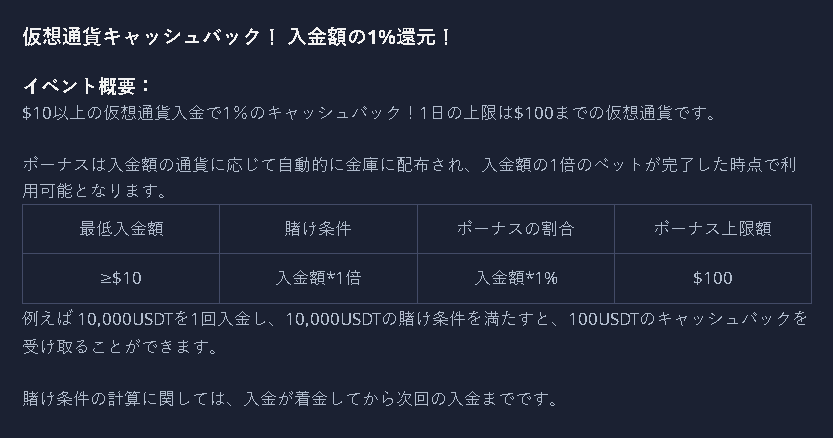 仮想通貨キャッシュバック！ 入金額の1%還元！
イベント概要：
$10以上の仮想通貨入金で1％のキャッシュバック！1日の上限は$100までの仮想通貨です。
ボーナスは入金額の通貨に応じて自動的に金庫に配布され、入金額の1倍のベットが完了した時点で利
用可能となります。
最低入金額 賭け条件 ボーナスの割合 ボーナス上限額
≥$10 入金額*1倍 入金額*1% $100
例えば 10,000USDTを1回入金し、10,000USDTの賭け条件を満たすと、100USDTのキャッシュバックを
受け取ることができます。
賭け条件の計算に関しては、入金が着金してから次回の入金までです。